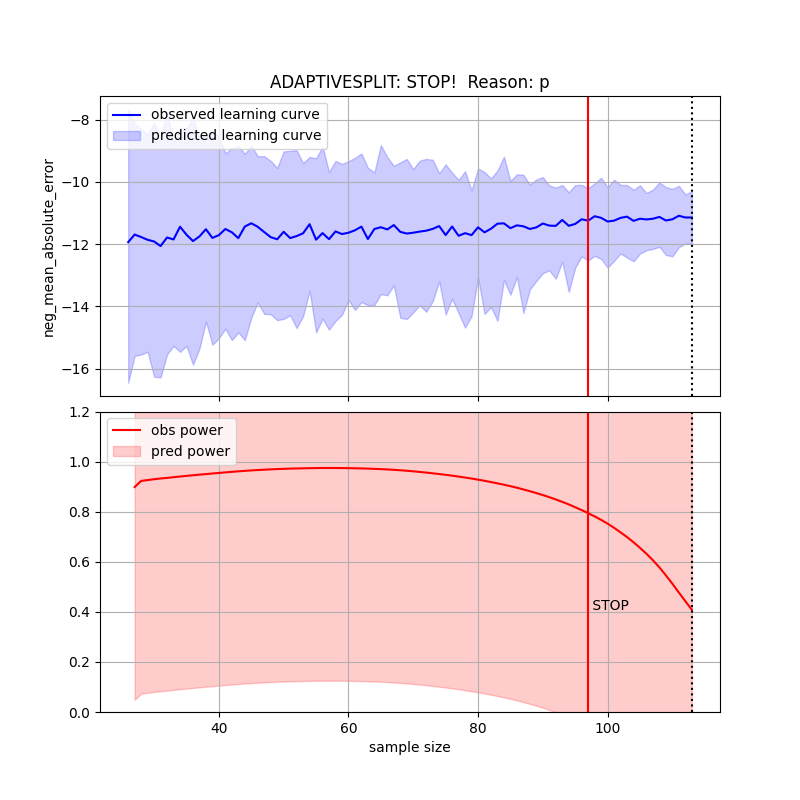 ADAPTIVESPLIT: STOP!  Reason: p
observed learning curve
predicted learning curve
neg_mean_absolute_error
−8
−10
−12
−14
−16
obs power
pred power
STOP
1.2
1.0
0.8
0.6
0.4
0.2
0.0
40
60
80
100
sample size